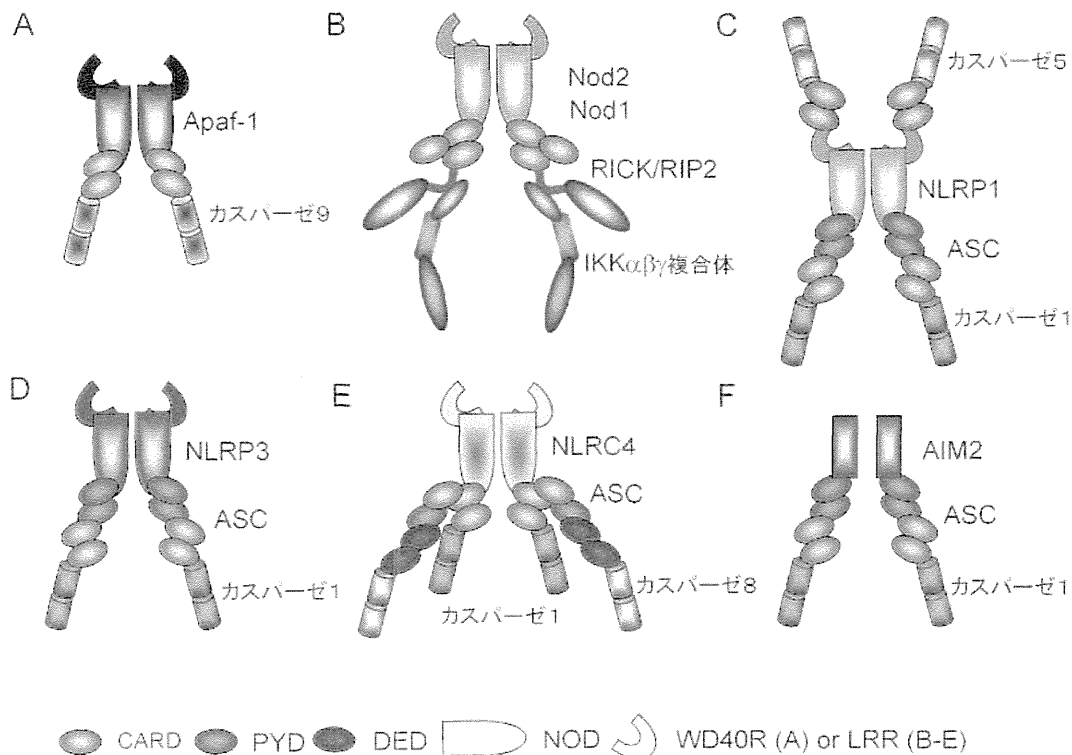 A
Apaf-1
カスパーゼ9
B
Nod2
Nod1
RICK/RIP2
IKKαβγ複合体
C
カスパーゼ5
NLRP1
ASC
カスパーゼ1
D
NLRP3
ASC
カスパーゼ1
E
NLRC4
ASC
カスパーゼ8
カスパーゼ1
F
AIM2
ASC
カスパーゼ1
CARD PYD DED NOD WD40R (A) or LRR (B-E)